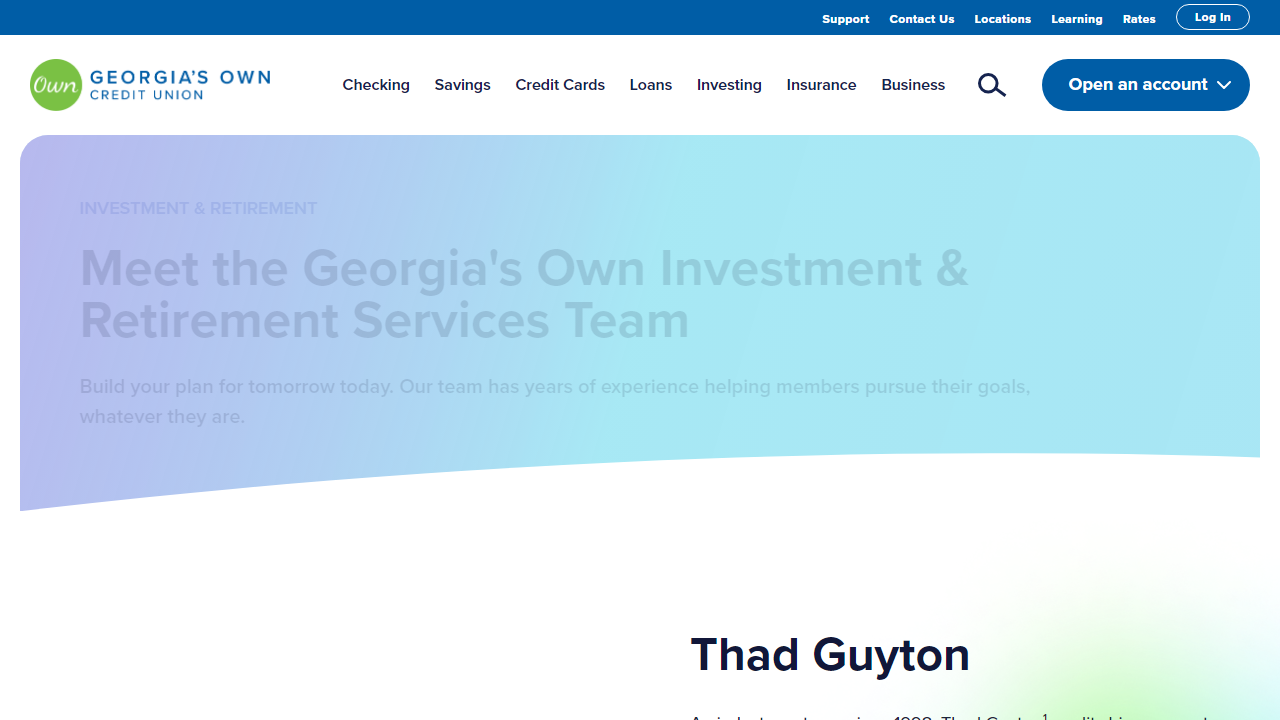 Support Contact Us Locations Learning Rates Log In
Own GEORGIA'S OWN
CREDIT UNION
Checking Savings Credit Cards Loans Investing Insurance Business Open an account
INVESTMENT & RETIREMENT
Meet the Georgia's Own Investment &
Retirement Services Team
Build your plan for tomorrow today. Our team has years of experience helping members pursue their goals,
whatever they are.
Thad Guyton